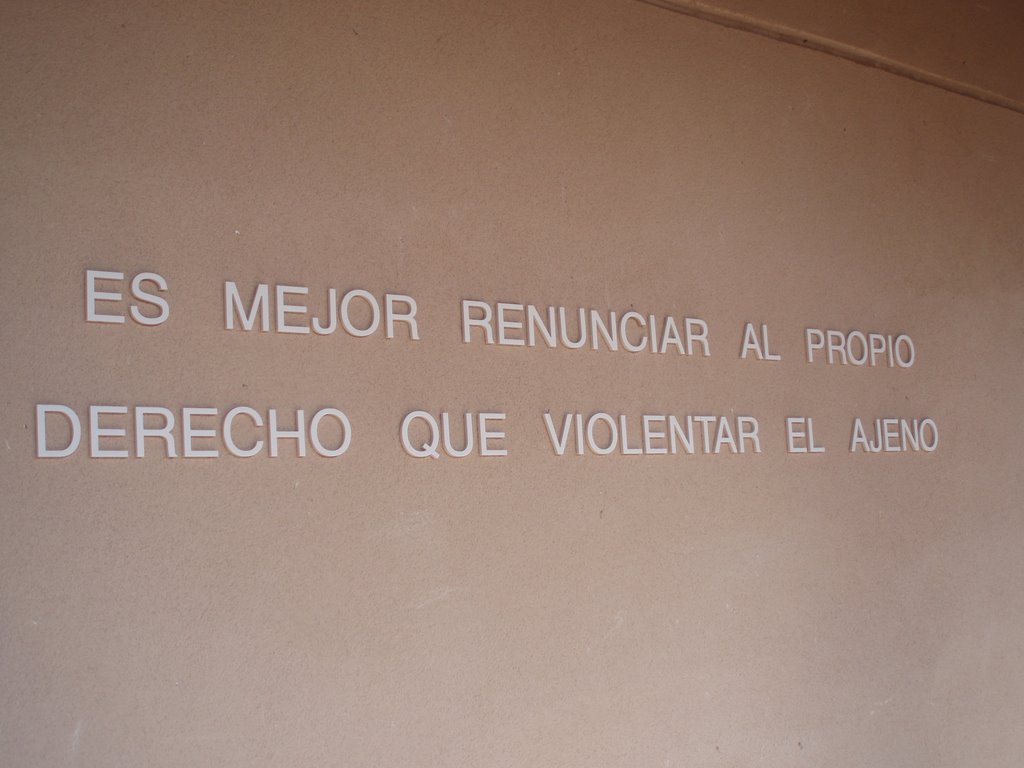 ES MEJOR RENUNCIAR AL PROPIO
DERECHO QUE VIOLENTAR EL AJENO